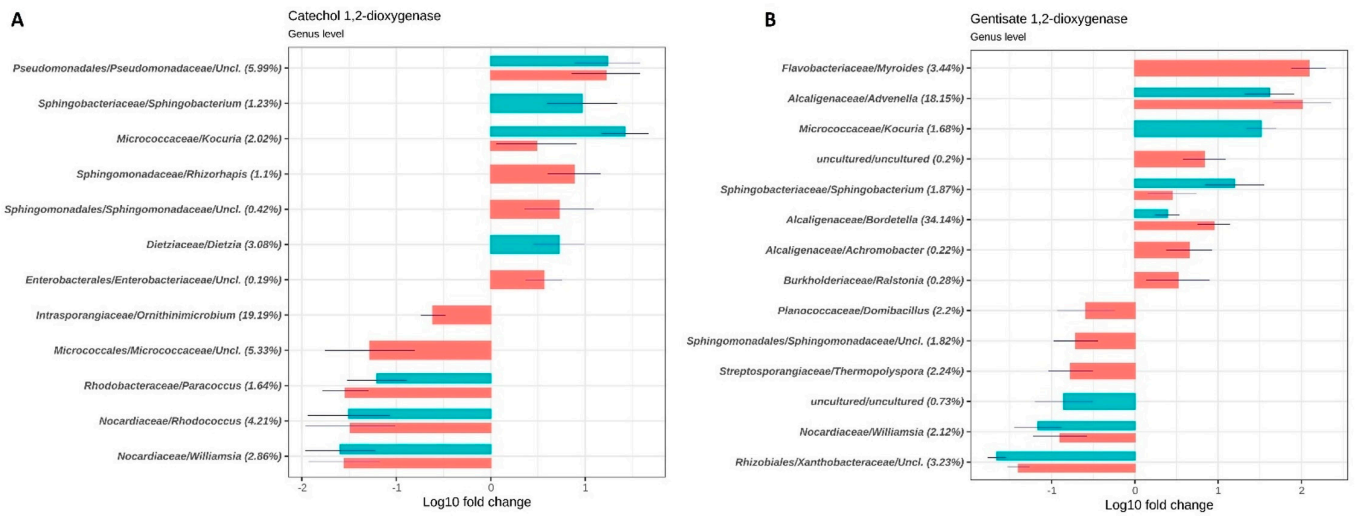 A
Catechol 1,2-dioxygenase
Genus level
Pseudomonadales/Pseudomonadaceae/Uncl. (5.99%)
Sphingobacteriaceae/Sphingobacterium (1.23%)
Micrococcaceae/Kocuria (2.02%)
Sphingomonadaceae/Rhizorhapis (1.1%)
Sphingomonadales/Sphingomonadaceae/Uncl. (0.42%)
Dietziaceae/Dietzia (3.08%)
Enterobacterales/Enterobacteriaceae/Uncl. (0.19%)
Intrasporangiaceae/Ornithinimicrobium (19.19%)
Micrococcales/Micrococcaceae/Uncl. (5.33%)
Rhodobacteraceae/Paracoccus (1.64%)
Nocardiaceae/Rhodococcus (4.21%)
Nocardiaceae/Williamsia (2.86%)
-2 -1 0 1
Log10 fold change
B
Gentisate 1,2-dioxygenase
Genus level
Flavobacteriaceae/Myroides (3.44%)
Alcaligenaceae/Advenella (18.15%)
Micrococcaceae/Kocuria (1.68%)
uncultured/uncultured (0.2%)
Sphingobacteriaceae/Sphingobacterium (1.87%)
Alcaligenaceae/Bordetella (34.14%)
Alcaligenaceae/Achromobacter (0.22%)
Burkholderiaceae/Ralstonia (0.28%)
Planococcaceae/Domibacillus (2.2%)
Sphingomonadales/Sphingomonadaceae/Uncl. (1.82%)
Streptosporangiaceae/Thermopolyspora (2.24%)
uncultured/uncultured (0.73%)
Nocardiaceae/Williamsia (2.12%)
Rhizobiales/Xanthobacteraceae/Uncl. (3.23%)
-1 0 1 2
Log10 fold change